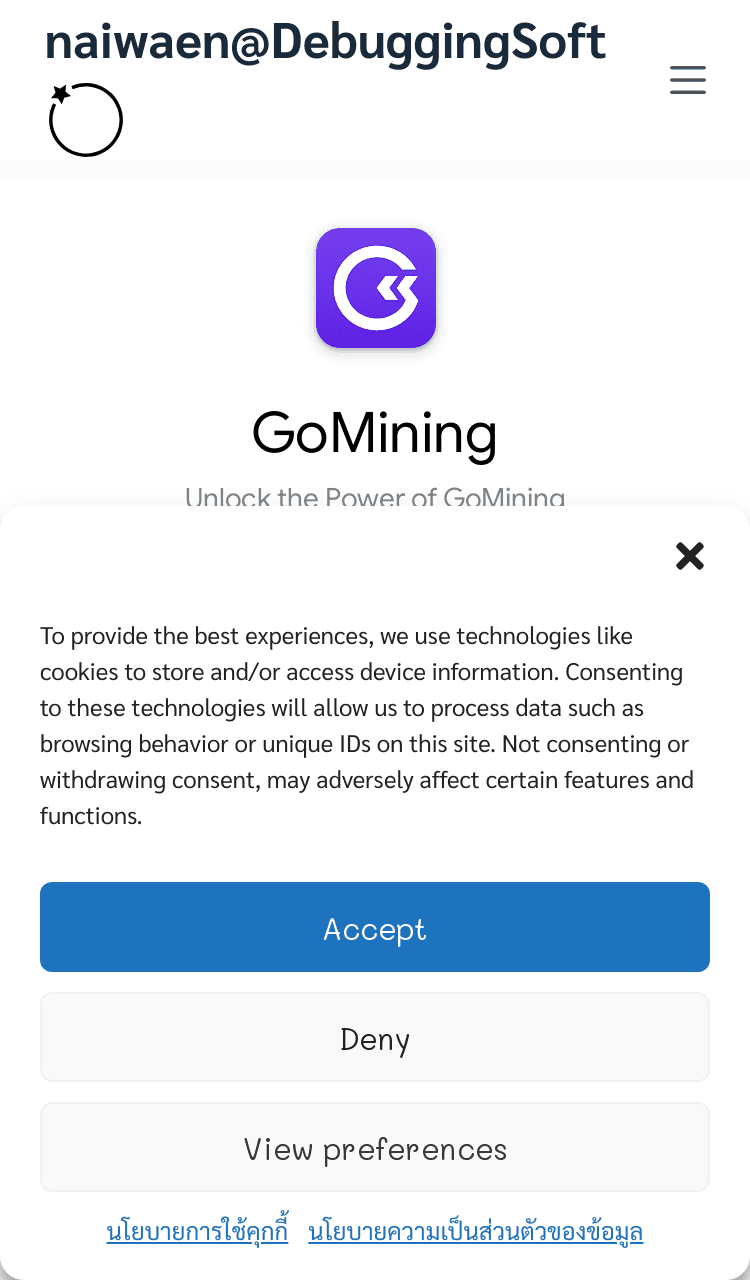 naiwaen@DebuggingSoft
GoMining
Unlock the Power of GoMining
To provide the best experiences, we use technologies like
cookies to store and/or access device information. Consenting
to these technologies will allow us to process data such as
browsing behavior or unique IDs on this site. Not consenting or
withdrawing consent, may adversely affect certain features and
functions.
Accept
Deny
View preferences
นโยบายการใช้คุกกี้ นโยบายความเป็นส่วนตัวของข้อมูล